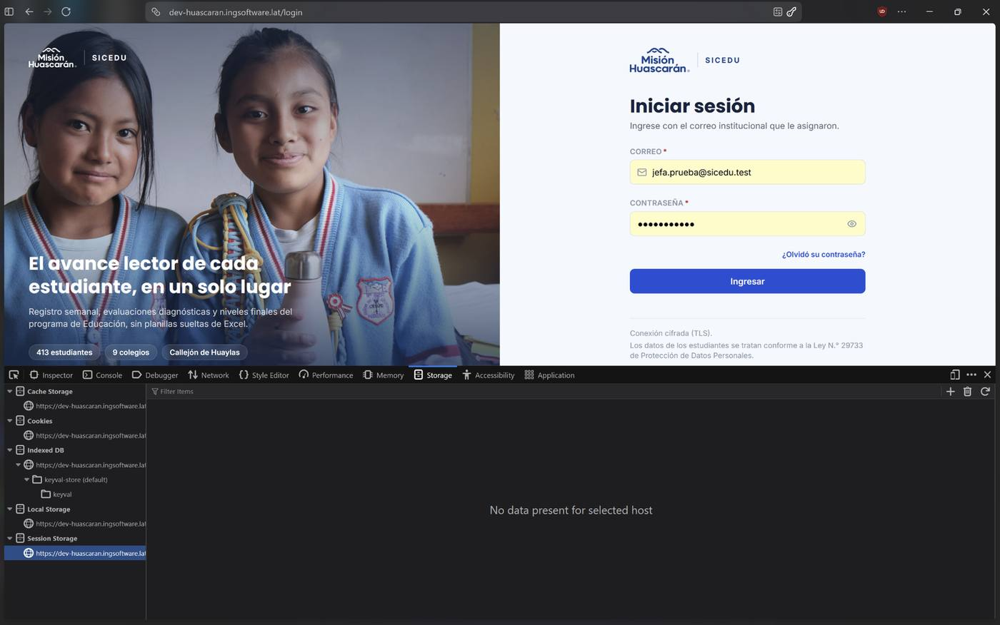 dev-huascaran.ingsoftware.lat/login
Misión
Huascarán
SICEDU
El avance lector de cada
estudiante, en un solo lugar
Registro semanal, evaluaciones diagnósticas y niveles finales del
programa de Educación, sin planillas sueltas de Excel.
413 estudiantes
9 colegios
Callejón de Huaylas
Misión
Huascarán
SICEDU
Iniciar sesión
Ingrese con el correo institucional que le asignaron.
CORREO *
jefa.prueba@sicedu.test
CONTRASEÑA *
●●●●●●●●●●●
¿Olvidó su contraseña?
Ingresar
Conexión cifrada (TLS).
Los datos de los estudiantes se tratan conforme a la Ley N.° 29733
de Protección de Datos Personales.
Inspector
Console
Debugger
Network
Style Editor
Performance
Memory
Storage
Accessibility
Application
Cache Storage
https://dev-huascaran.ingsoftware.lat
Cookies
https://dev-huascaran.ingsoftware.lat
Indexed DB
https://dev-huascaran.ingsoftware.lat
keyval-store (default)
keyval
Local Storage
https://dev-huascaran.ingsoftware.lat
Session Storage
https://dev-huascaran.ingsoftware.lat
Filter Items
No data present for selected host